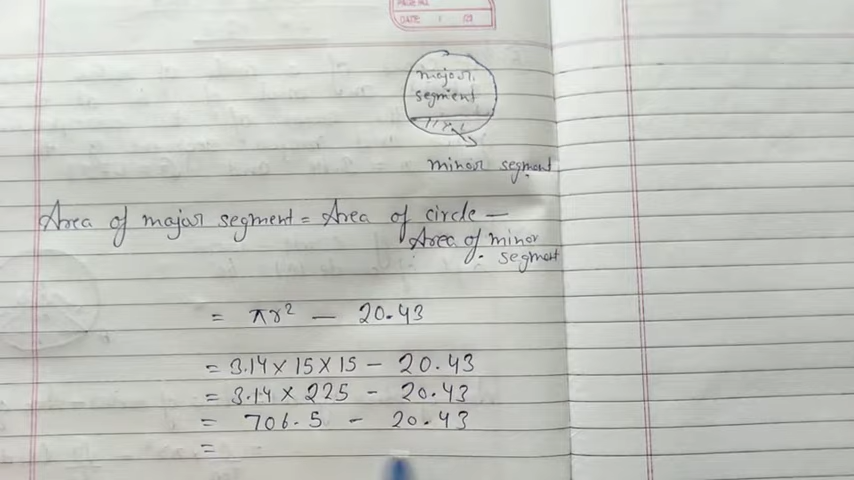 DATE:
major
segment
minor segment
Area of major segment = Area of circle -
Area of minor
segment
= πr² - 20.43
= 3.14 × 15 × 15 - 20.43
= 3.14 × 225 - 20.43
= 706.5 - 20.43
=